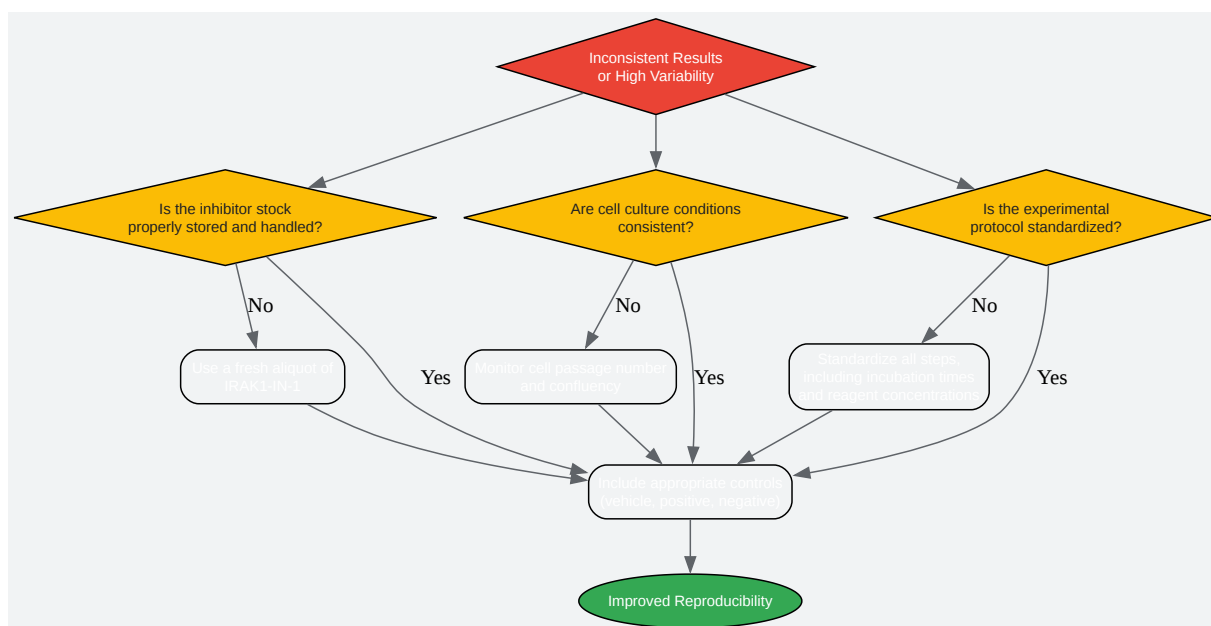 Inconsistent Results
or High Variability
Is the inhibitor stock
properly stored and handled?
Are cell culture conditions
consistent?
Is the experimental
protocol standardized?
No
No
No
Use a fresh aliquot of
IRAK1-IN-1
Yes
Monitor cell passage number
and confluency
Yes
Standardize all steps,
including incubation times
and reagent concentrations
Yes
Include appropriate controls
(vehicle, positive, negative)
Improved Reproducibility